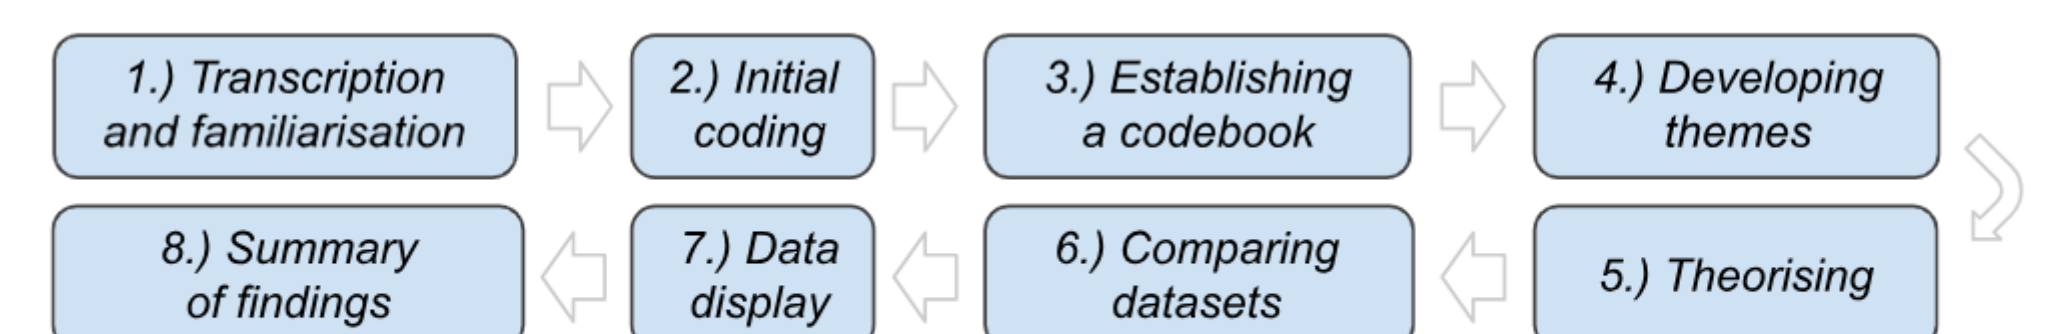 1.) Transcription
and familiarisation
2.) Initial
coding
3.) Establishing
a codebook
4.) Developing
themes
5.) Theorising
6.) Comparing
datasets
7.) Data
display
8.) Summary
of findings